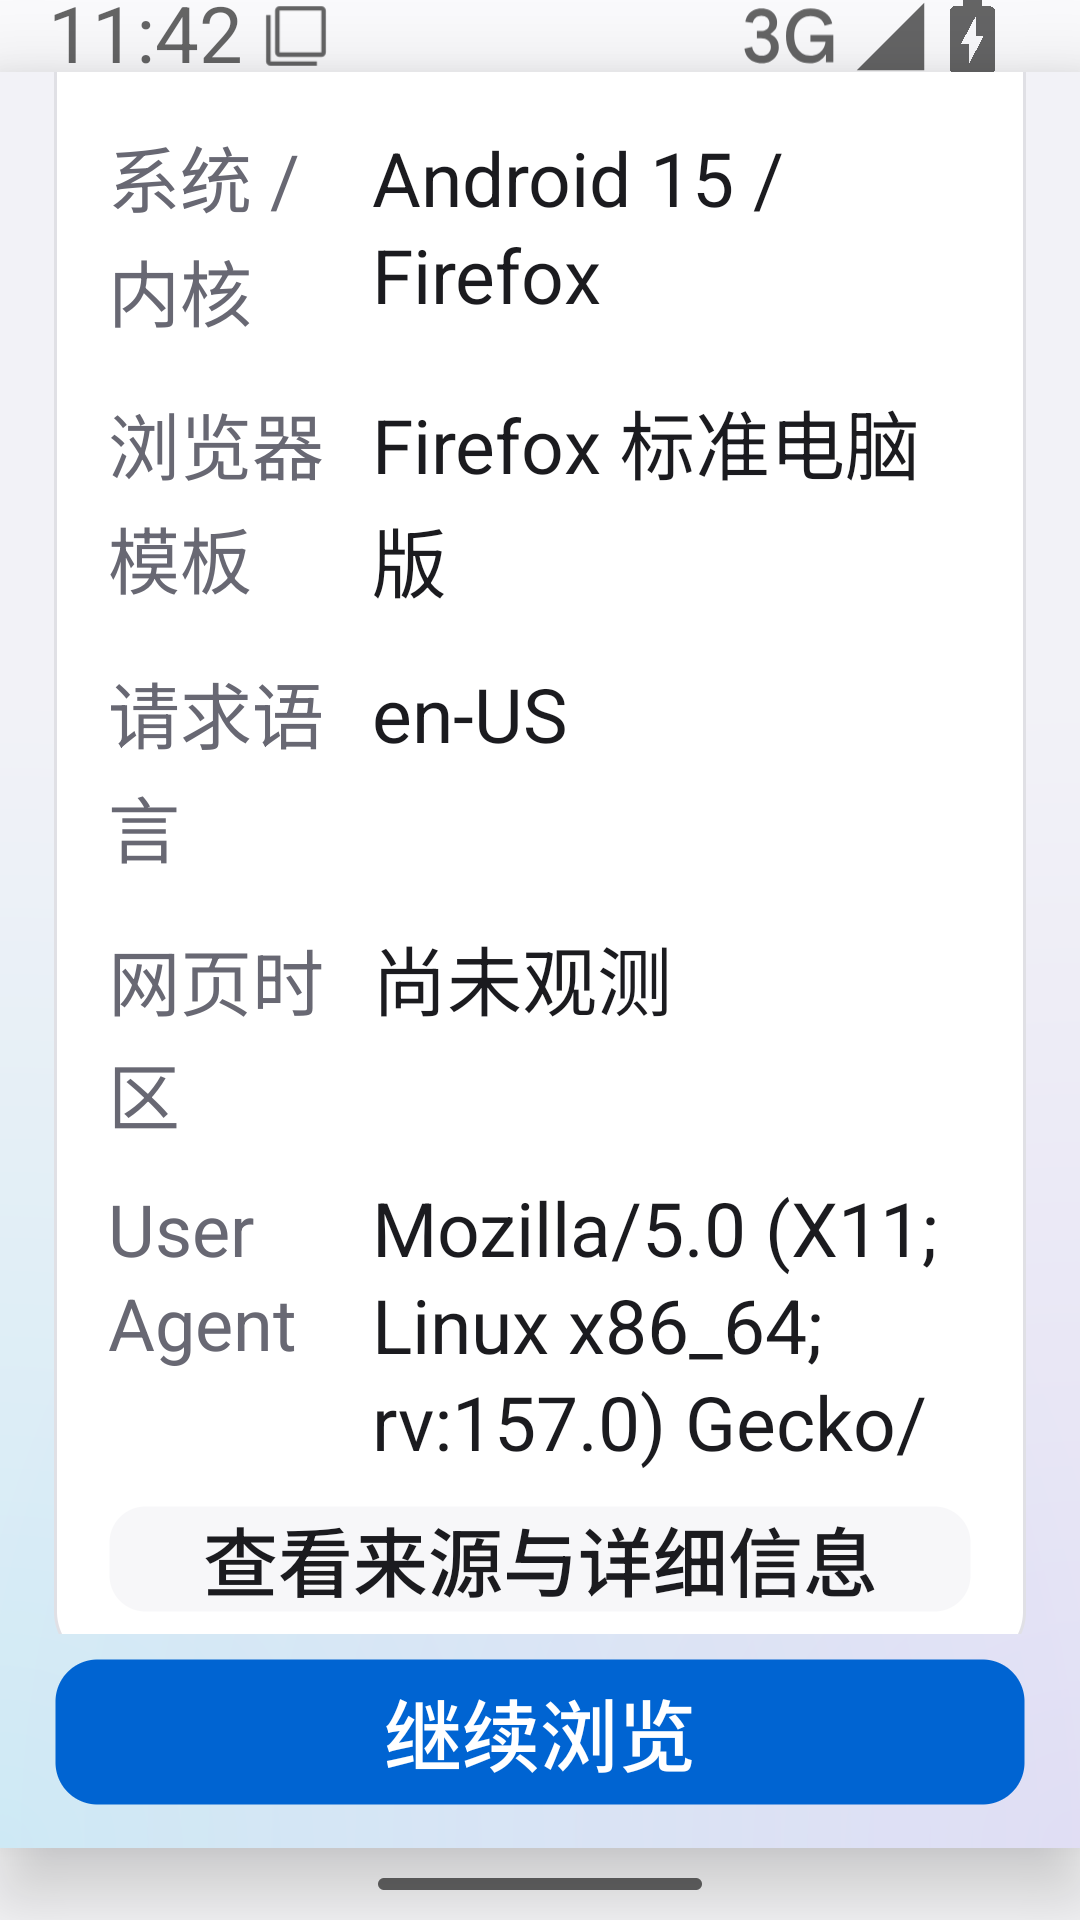 11:42
3G
系统 /
内核
Android 15 /
Firefox
浏览器
模板
Firefox 标准电脑
版
请求语
言
en-US
网页时
区
尚未观测
User
Agent
Mozilla/5.0 (X11;
Linux x86_64;
rv:157.0) Gecko/
查看来源与详细信息
继续浏览